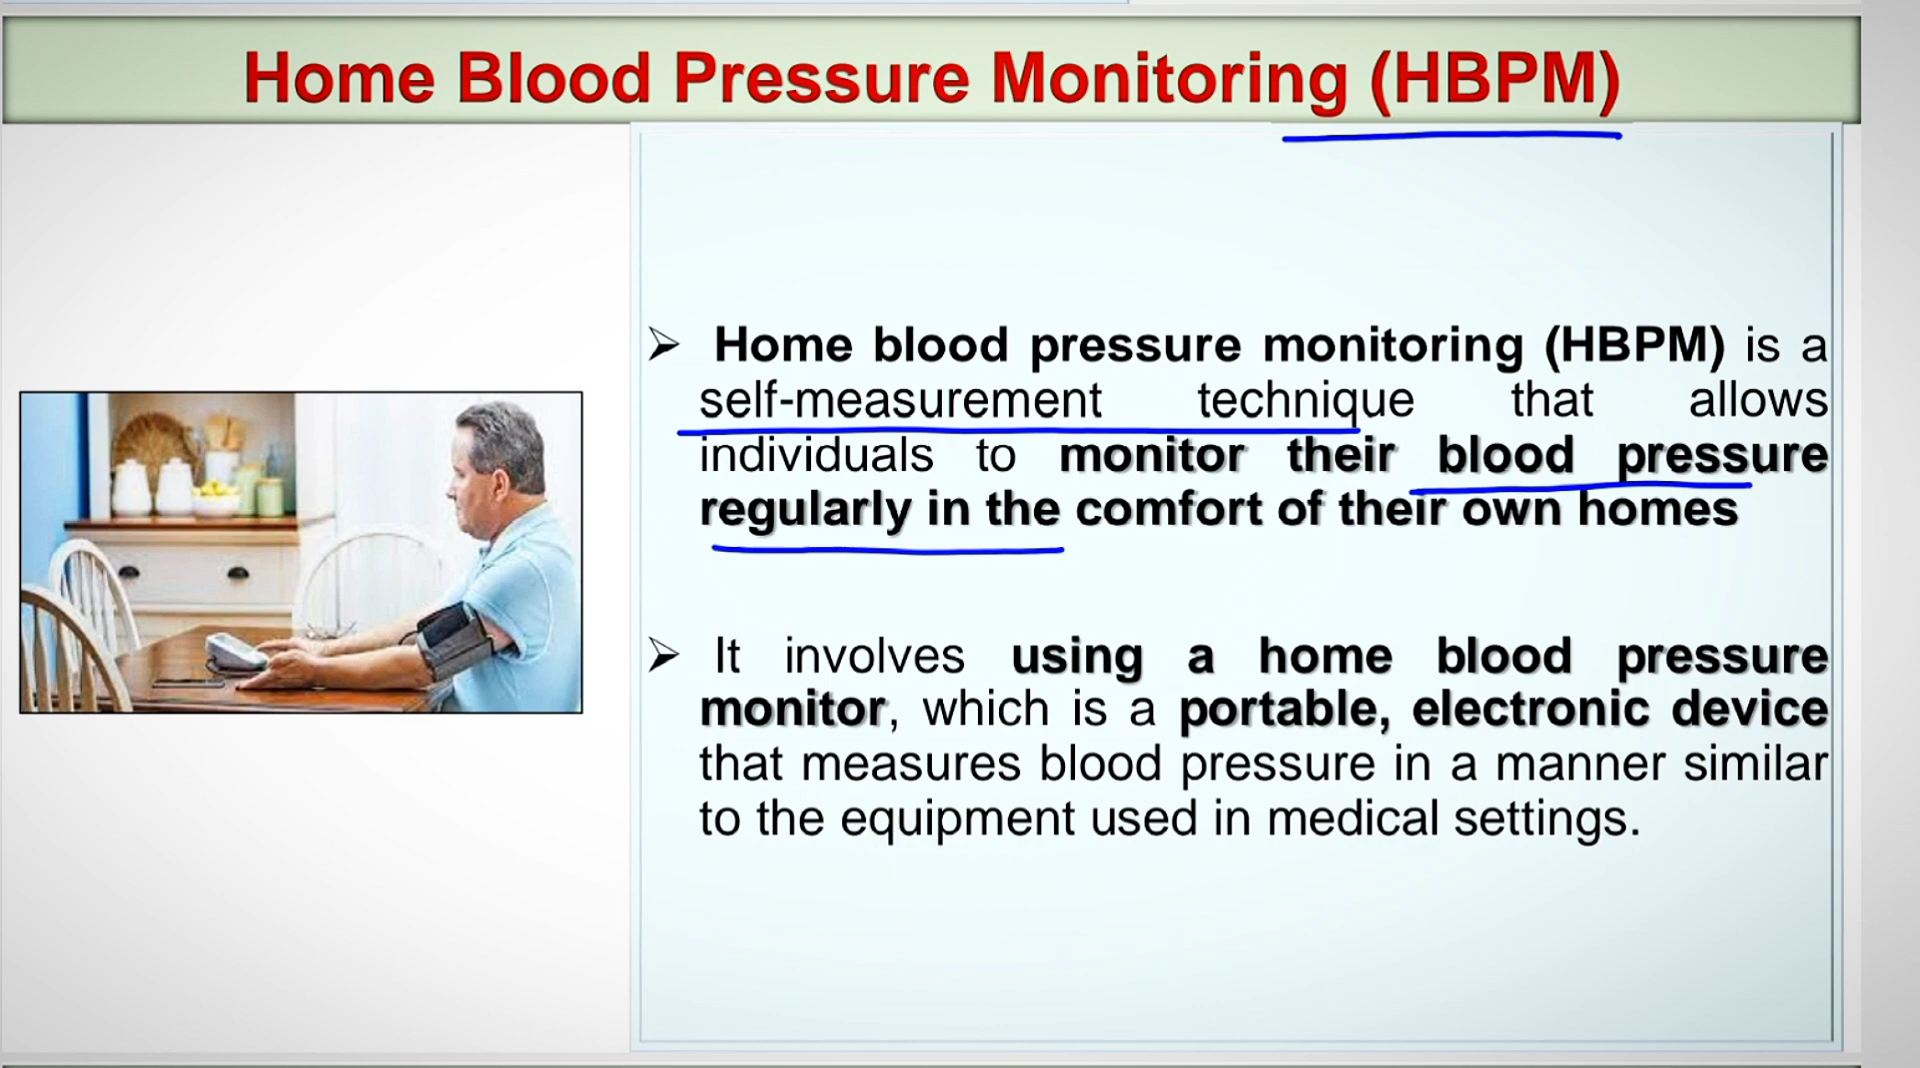 Home Blood Pressure Monitoring (HBPM)
➢ Home blood pressure monitoring (HBPM) is a
self-measurement technique that allows
individuals to monitor their blood pressure
regularly in the comfort of their own homes
➢ It involves using a home blood pressure
monitor, which is a portable, electronic device
that measures blood pressure in a manner similar
to the equipment used in medical settings.